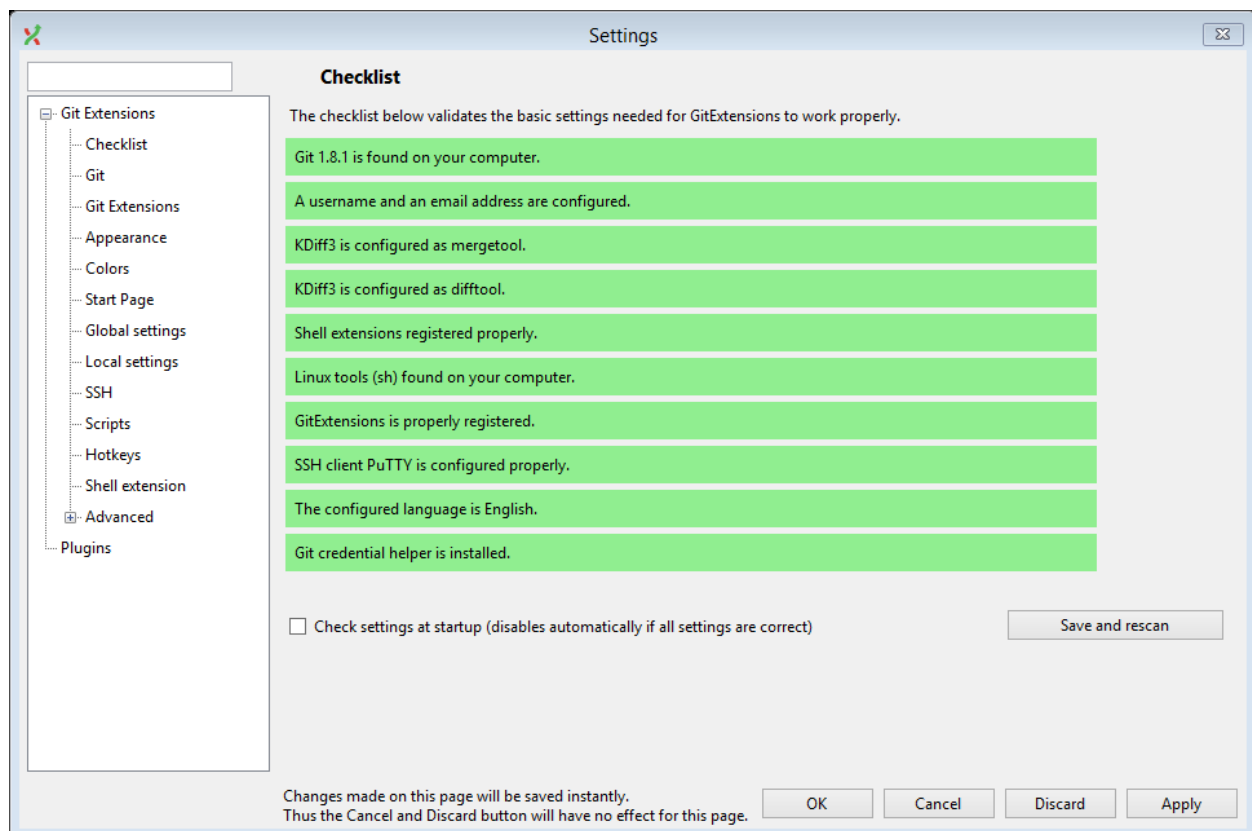 Settings
Checklist
Git Extensions
Checklist
Git
Git Extensions
Appearance
Colors
Start Page
Global settings
Local settings
SSH
Scripts
Hotkeys
Shell extension
Advanced
Plugins
The checklist below validates the basic settings needed for GitExtensions to work properly.
Git 1.8.1 is found on your computer.
A username and an email address are configured.
KDiff3 is configured as mergetool.
KDiff3 is configured as difftool.
Shell extensions registered properly.
Linux tools (sh) found on your computer.
GitExtensions is properly registered.
SSH client PuTTY is configured properly.
The configured language is English.
Git credential helper is installed.
Check settings at startup (disables automatically if all settings are correct)
Save and rescan
Changes made on this page will be saved instantly.
Thus the Cancel and Discard button will have no effect for this page.
OK
Cancel
Discard
Apply